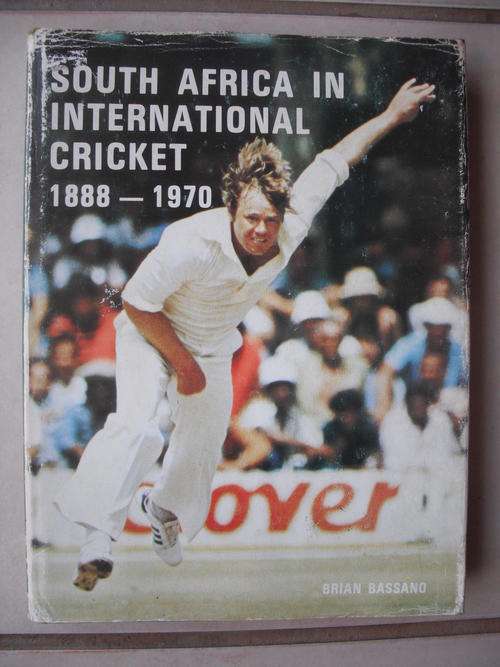 SOUTH AFRICA IN
INTERNATIONAL
CRICKET
1888 — 1970
over
BRIAN BASSANO